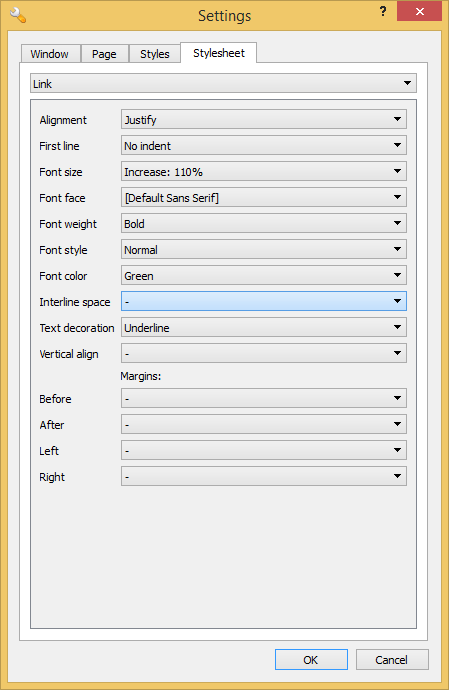 Settings
?
Window Page Styles Stylesheet
Link
Alignment Justify
First line No indent
Font size Increase: 110%
Font face [Default Sans Serif]
Font weight Bold
Font style Normal
Font color Green
Interline space -
Text decoration Underline
Vertical align -
Margins:
Before -
After -
Left -
Right -
OK Cancel